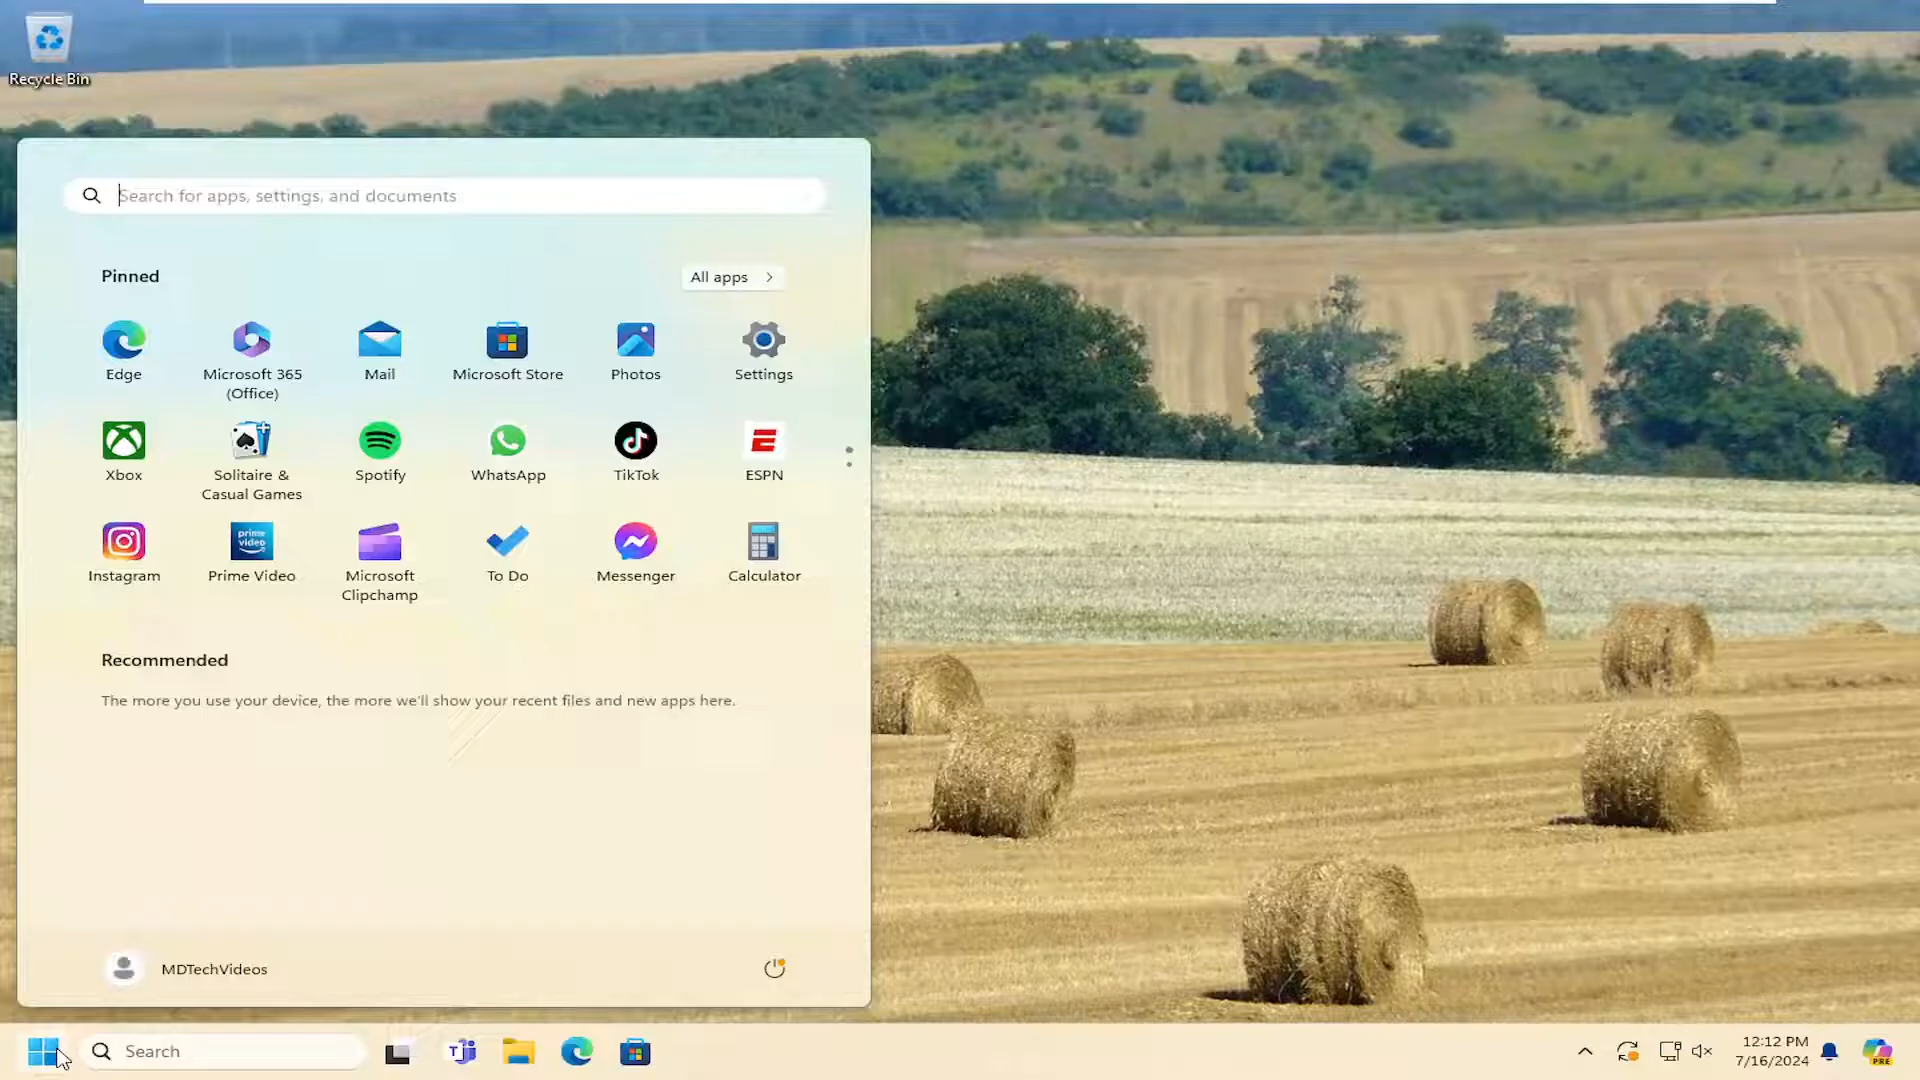 Recycle Bin
Search for apps, settings, and documents
Pinned
All apps
Edge
Microsoft 365
(Office)
Mail
Microsoft Store
Photos
Settings
Xbox
Solitaire &
Casual Games
Spotify
WhatsApp
TikTok
ESPN
Instagram
prime
video
Prime Video
Microsoft
Clipchamp
To Do
Messenger
Calculator
Recommended
The more you use your device, the more we'll show your recent files and new apps here.
MDTechVideos
Search
12:12 PM
7/16/2024
PRE